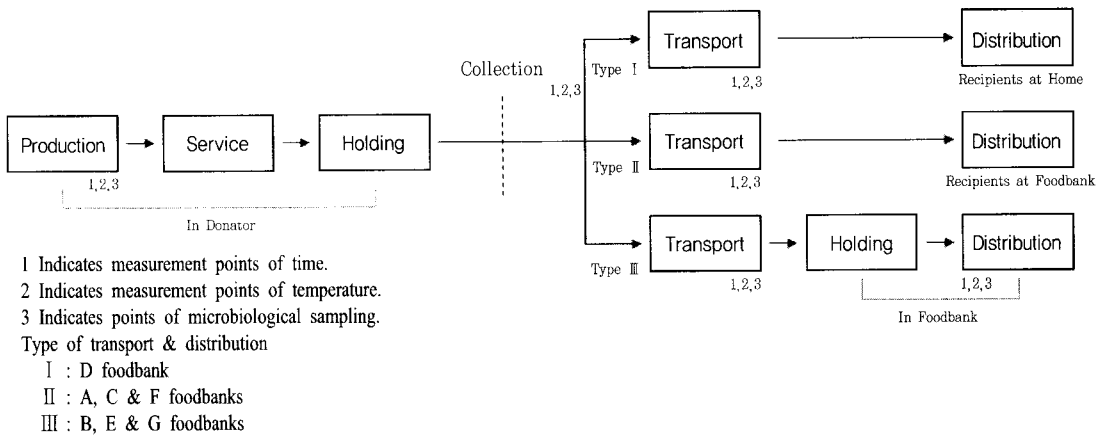 Transport
Distribution
Collection
1,2,3
Type Ⅰ
1,2,3
Recipients at Home
Production
Service
Holding
Transport
Distribution
1,2,3
Type Ⅱ
1,2,3
Recipients at Foodbank
In Donator
Transport
Holding
Distribution
Type Ⅲ
1,2,3
1,2,3
In Foodbank
1 Indicates measurement points of time.
2 Indicates measurement points of temperature.
3 Indicates points of microbiological sampling.
Type of transport & distribution
Ⅰ : D foodbank
Ⅱ : A, C & F foodbanks
Ⅲ : B, E & G foodbanks